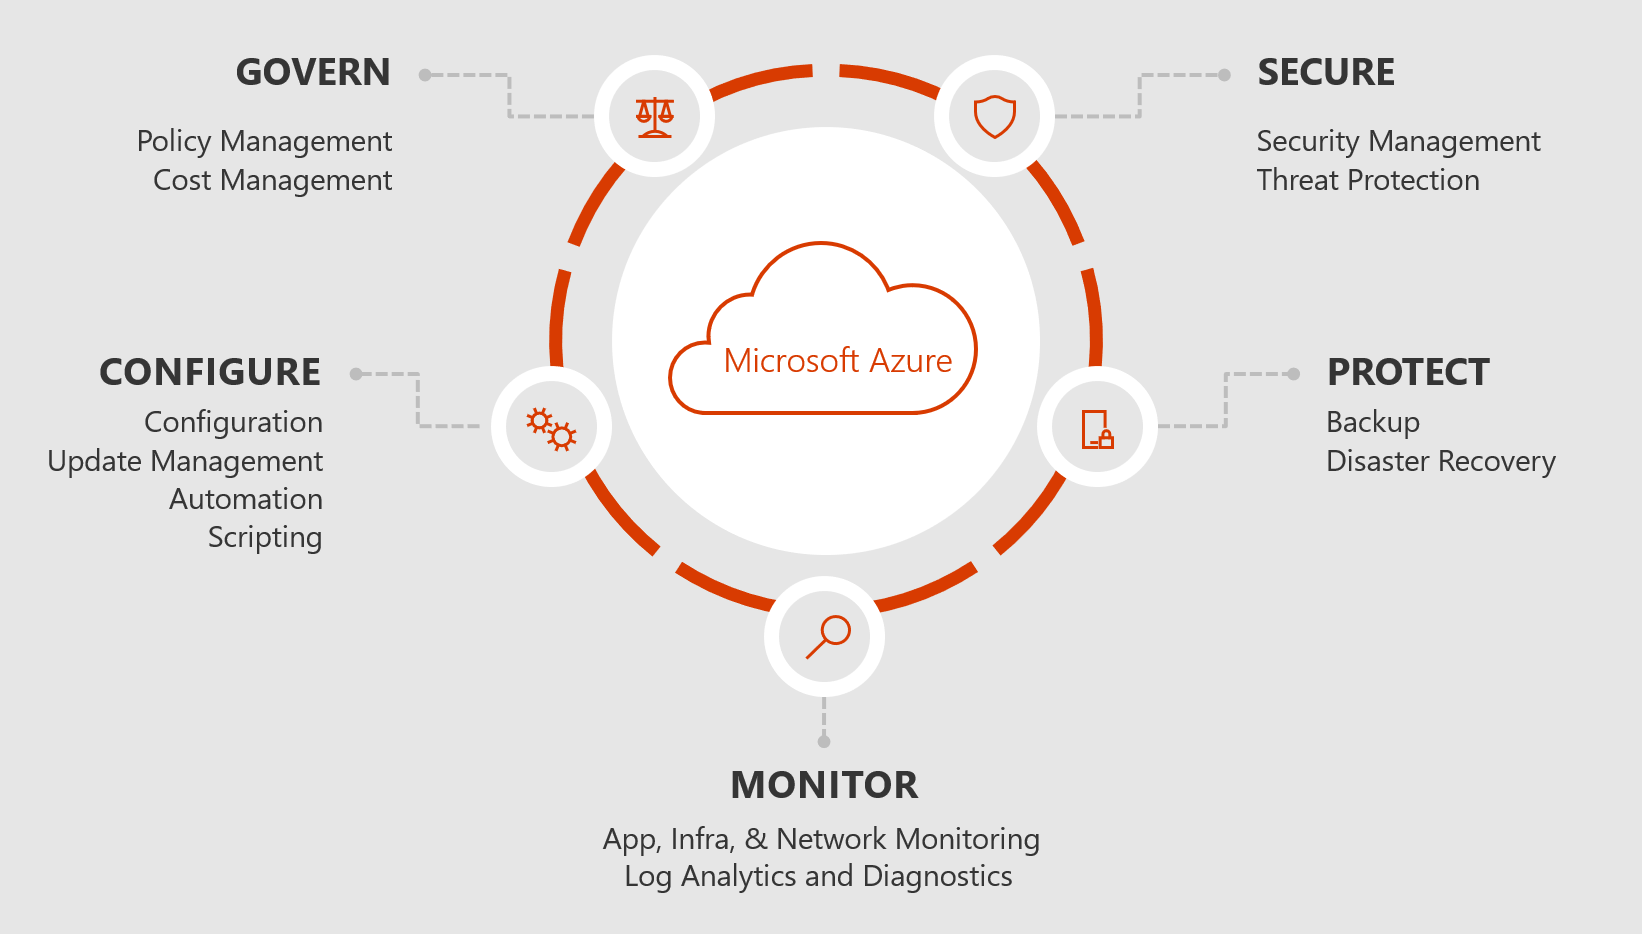 GOVERN
Policy Management
Cost Management
SECURE
Security Management
Threat Protection
Microsoft Azure
CONFIGURE
Configuration
Update Management
Automation
Scripting
PROTECT
Backup
Disaster Recovery
MONITOR
App, Infra, & Network Monitoring
Log Analytics and Diagnostics